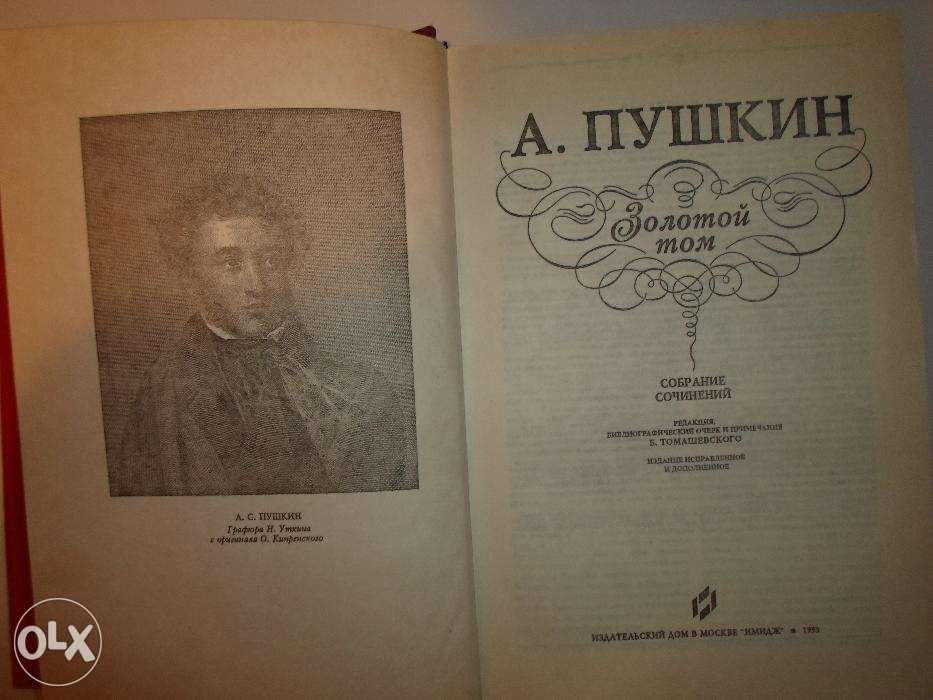 А. С. ПУШКИН
Гравюра Н. Уткина
с оригинала О. Кипренского
А. ПУШКИН
Золотой
том
СОБРАНИЕ
СОЧИНЕНИЙ
РЕДАКЦИЯ,
БИБЛИОГРАФИЧЕСКИЙ ОЧЕРК И ПРИМЕЧАНИЯ
Б. ТОМАШЕВСКОГО
ИЗДАНИЕ ИСПРАВЛЕННОЕ
И ДОПОЛНЕННОЕ
ИЗДАТЕЛЬСКИЙ ДОМ В МОСКВЕ "ИМИДЖ" 1993
OLX